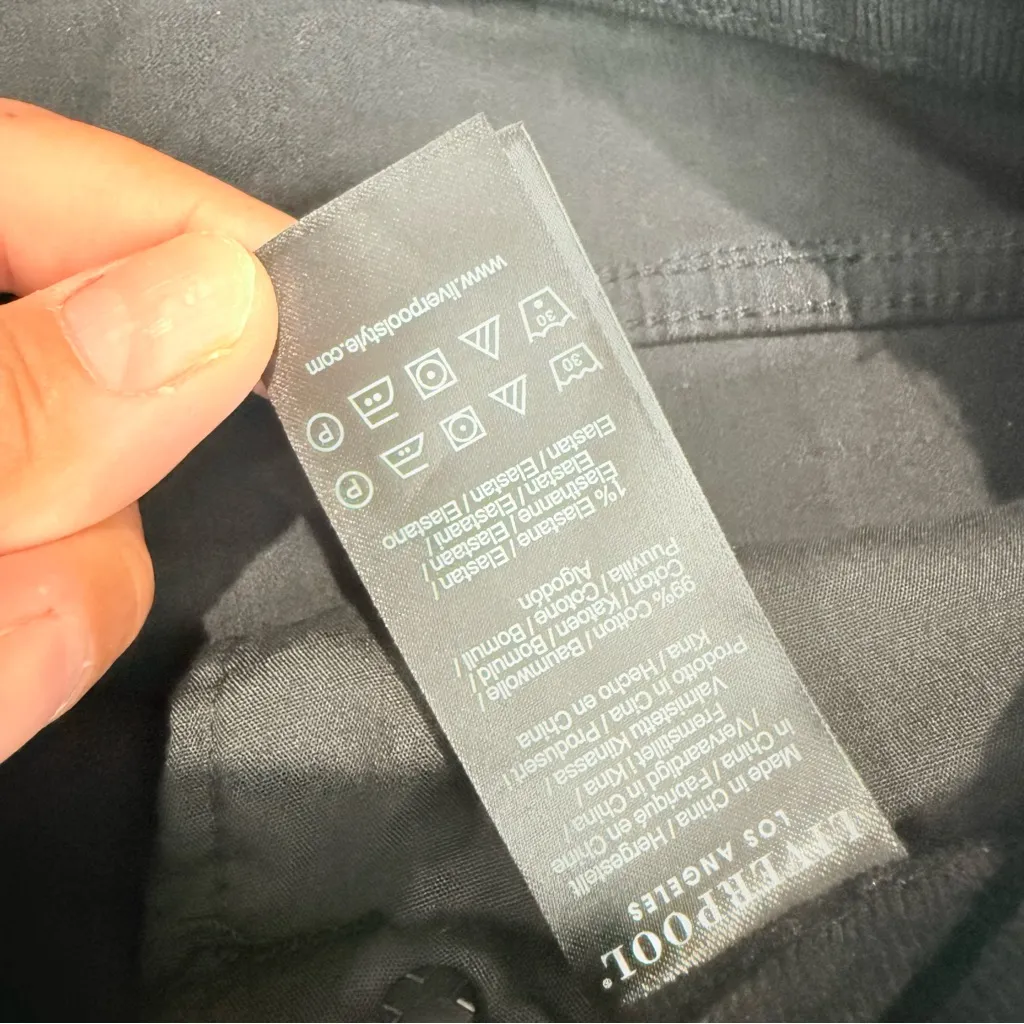 LIVERPOOL®
LOS ANGELES
Made in China / Hergestellt
in China / Fabriqué en Chine
/ Vervaardigd in China /
Fremstillet i Kina /
Valmistettu Kiinassa /
Prodotto in Cina / Produsert i
Kina / Hecho en China
99% Cotton / Baumwolle /
Coton / Katoen / Bomuld /
Puuvilla / Cotone / Bomull /
Algodón
1% Elastane / Elastan /
Élasthanne / Elastaan /
Elastan / Elastaani /
Elastan / Elastan / Elastano
30
P
30
P
www.liverpoolstyle.com